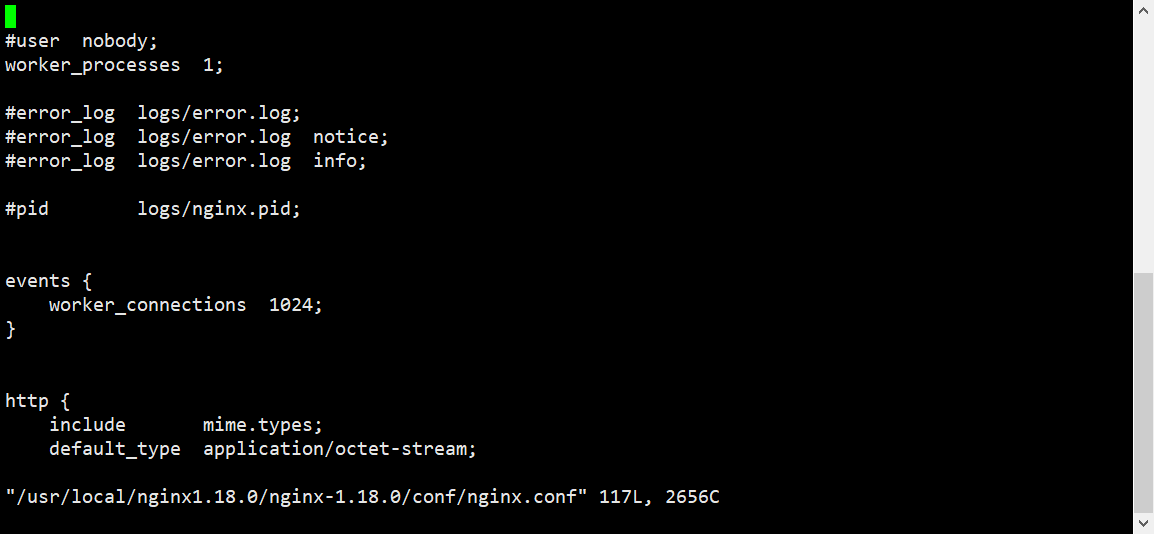 #user  nobody;
worker_processes  1;
#error_log  logs/error.log;
#error_log  logs/error.log  notice;
#error_log  logs/error.log  info;
#pid        logs/nginx.pid;
events {
    worker_connections  1024;
}
http {
    include       mime.types;
    default_type  application/octet-stream;
"/usr/local/nginx1.18.0/nginx-1.18.0/conf/nginx.conf" 117L, 2656C